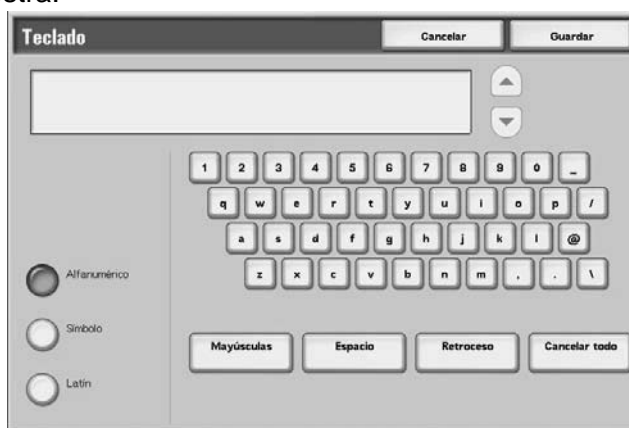 stra:
Teclado Cancelar Guardar
1 2 3 4 5 6 7 8 9 0 _
q w e r t y u i o p /
a s d f g h j k l @
z x c v b n m , . \
Alfanumérico
Símbolo
Latín
Mayúsculas Espacio Retroceso Cancelar todo